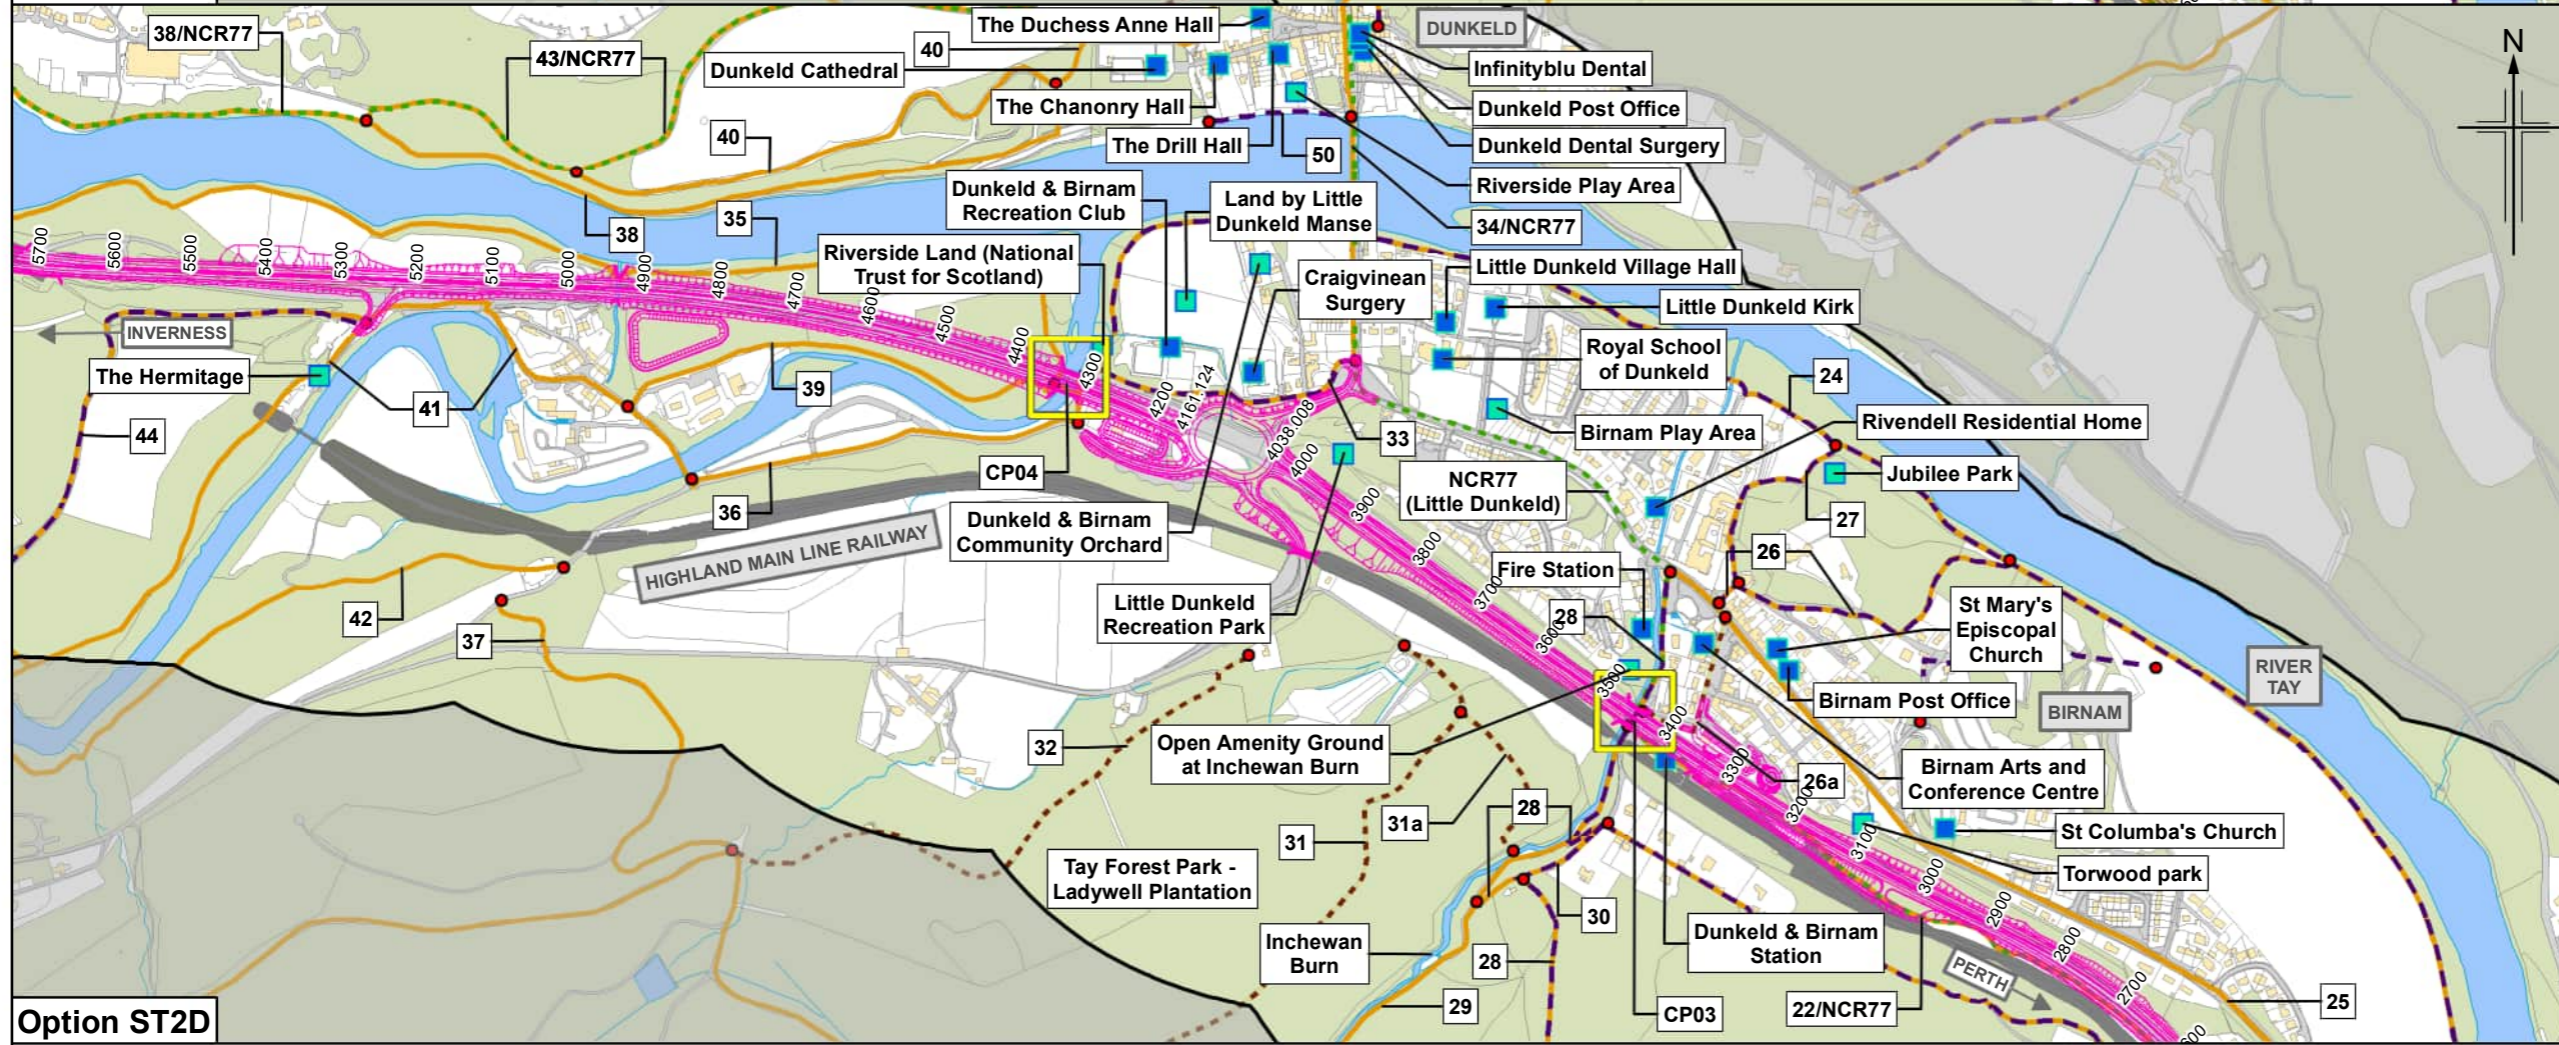 38/NCR77
43/NCR77
40
The Duchess Anne Hall
DUNKELD
N
Dunkeld Cathedral
Infinityblu Dental
The Chanonry Hall
Dunkeld Post Office
40
The Drill Hall
50
Dunkeld Dental Surgery
Riverside Play Area
Dunkeld & Birnam
Recreation Club
Land by Little
Dunkeld Manse
34/NCR77
38
35
Riverside Land (National
Trust for Scotland)
Craigvinean
Surgery
Little Dunkeld Village Hall
Little Dunkeld Kirk
5700
5600
5500
5400
5300
5200
5100
5000
4900
4800
4700
4600
4500
4400
4300
4200
4161.124
4038.008
4000
3900
3800
3700
3600
3500
3400
3300
3200
3100
3000
2900
2800
2700
INVERNESS
The Hermitage
41
39
44
Royal School
of Dunkeld
24
Birnam Play Area
Rivendell Residential Home
33
CP04
36
NCR77
(Little Dunkeld)
Jubilee Park
27
HIGHLAND MAIN LINE RAILWAY
Dunkeld & Birnam
Community Orchard
Fire Station
26
42
37
Little Dunkeld
Recreation Park
28
St Mary's
Episcopal
Church
RIVER
TAY
32
Open Amenity Ground
at Inchewan Burn
Birnam Post Office
BIRNAM
26a
Birnam Arts and
Conference Centre
31
31a
28
St Columba's Church
Tay Forest Park -
Ladywell Plantation
Torwood park
30
Inchewan
Burn
28
Dunkeld & Birnam
Station
PERTH
29
CP03
22/NCR77
25
Option ST2D